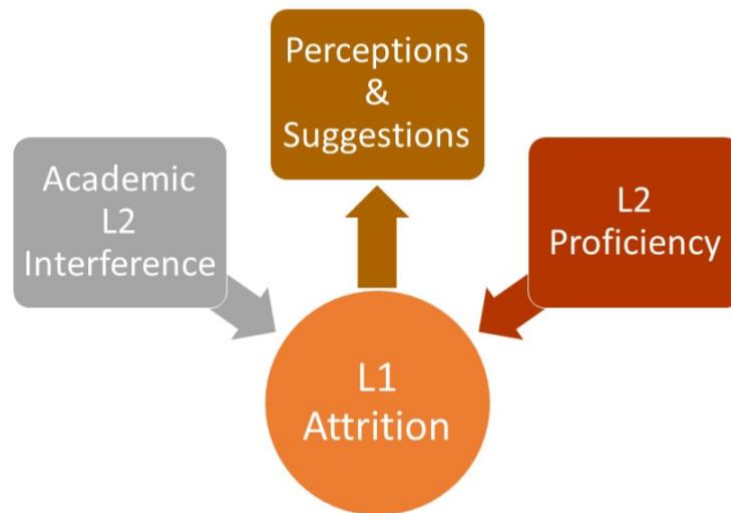 Perceptions
&
Suggestions
Academic
L2
Interference
L2
Proficiency
L1
Attrition